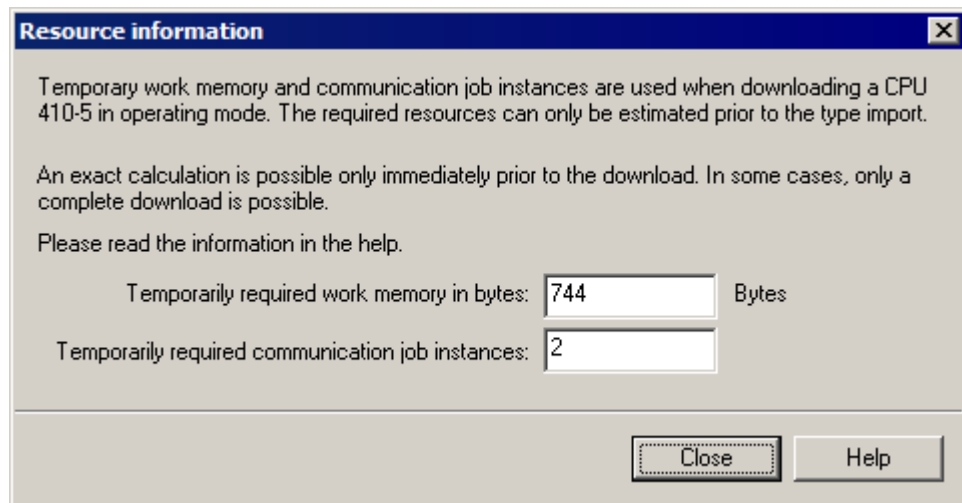 Resource information
Temporary work memory and communication job instances are used when downloading a CPU
410-5 in operating mode. The required resources can only be estimated prior to the type import.
An exact calculation is possible only immediately prior to the download. In some cases, only a
complete download is possible.
Please read the information in the help.
Temporarily required work memory in bytes: 744 Bytes
Temporarily required communication job instances: 2
Close Help